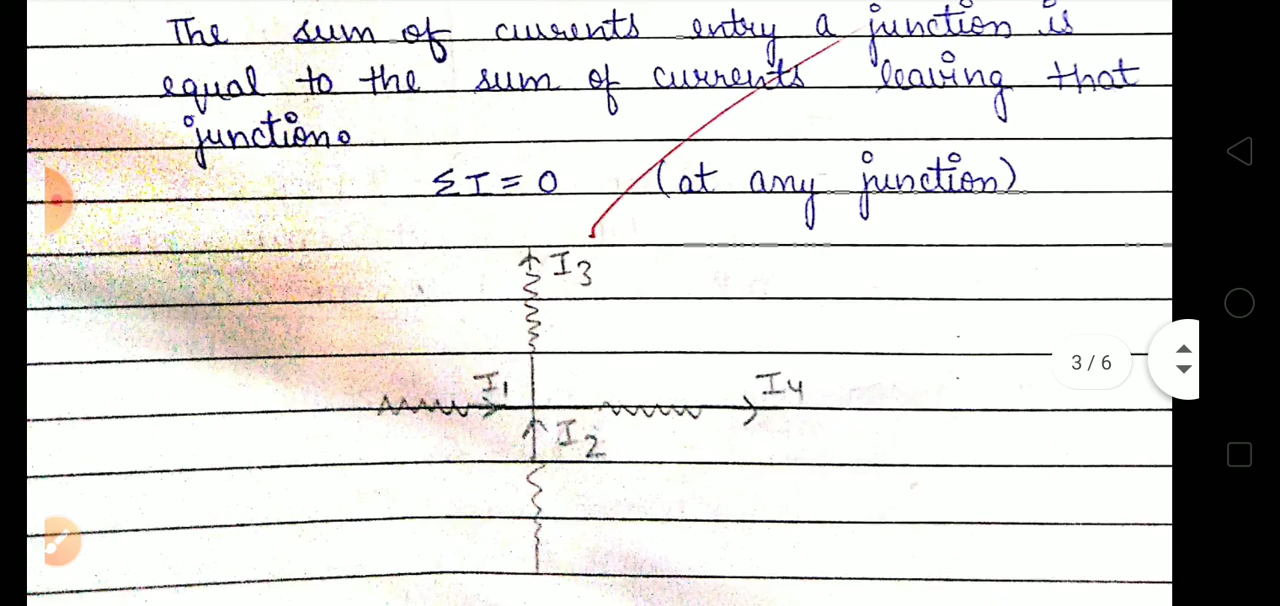 The sum of currents entry a junction is
equal to the sum of currents leaving that
junction.
ΣI = 0 (at any junction)
I3
I1
I4
I2
3 / 6